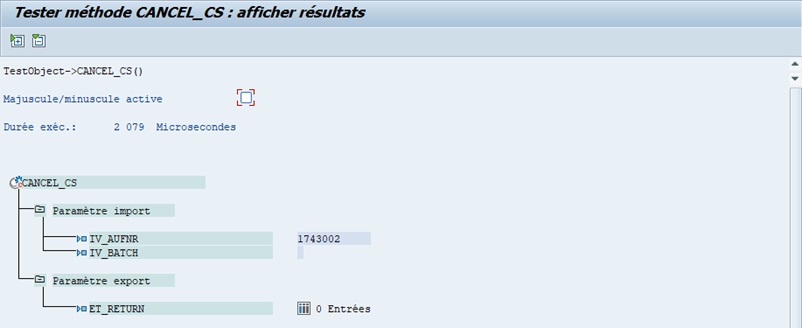 Tester méthode CANCEL_CS : afficher résultats
TestObject->CANCEL_CS()
Majuscule/minuscule active
Durée exèc.: 2 079 Microsecondes
CANCEL_CS
Paramètre import
IV_AUFNR 1743002
IV_BATCH
Paramètre export
ET_RETURN 0 Entrées